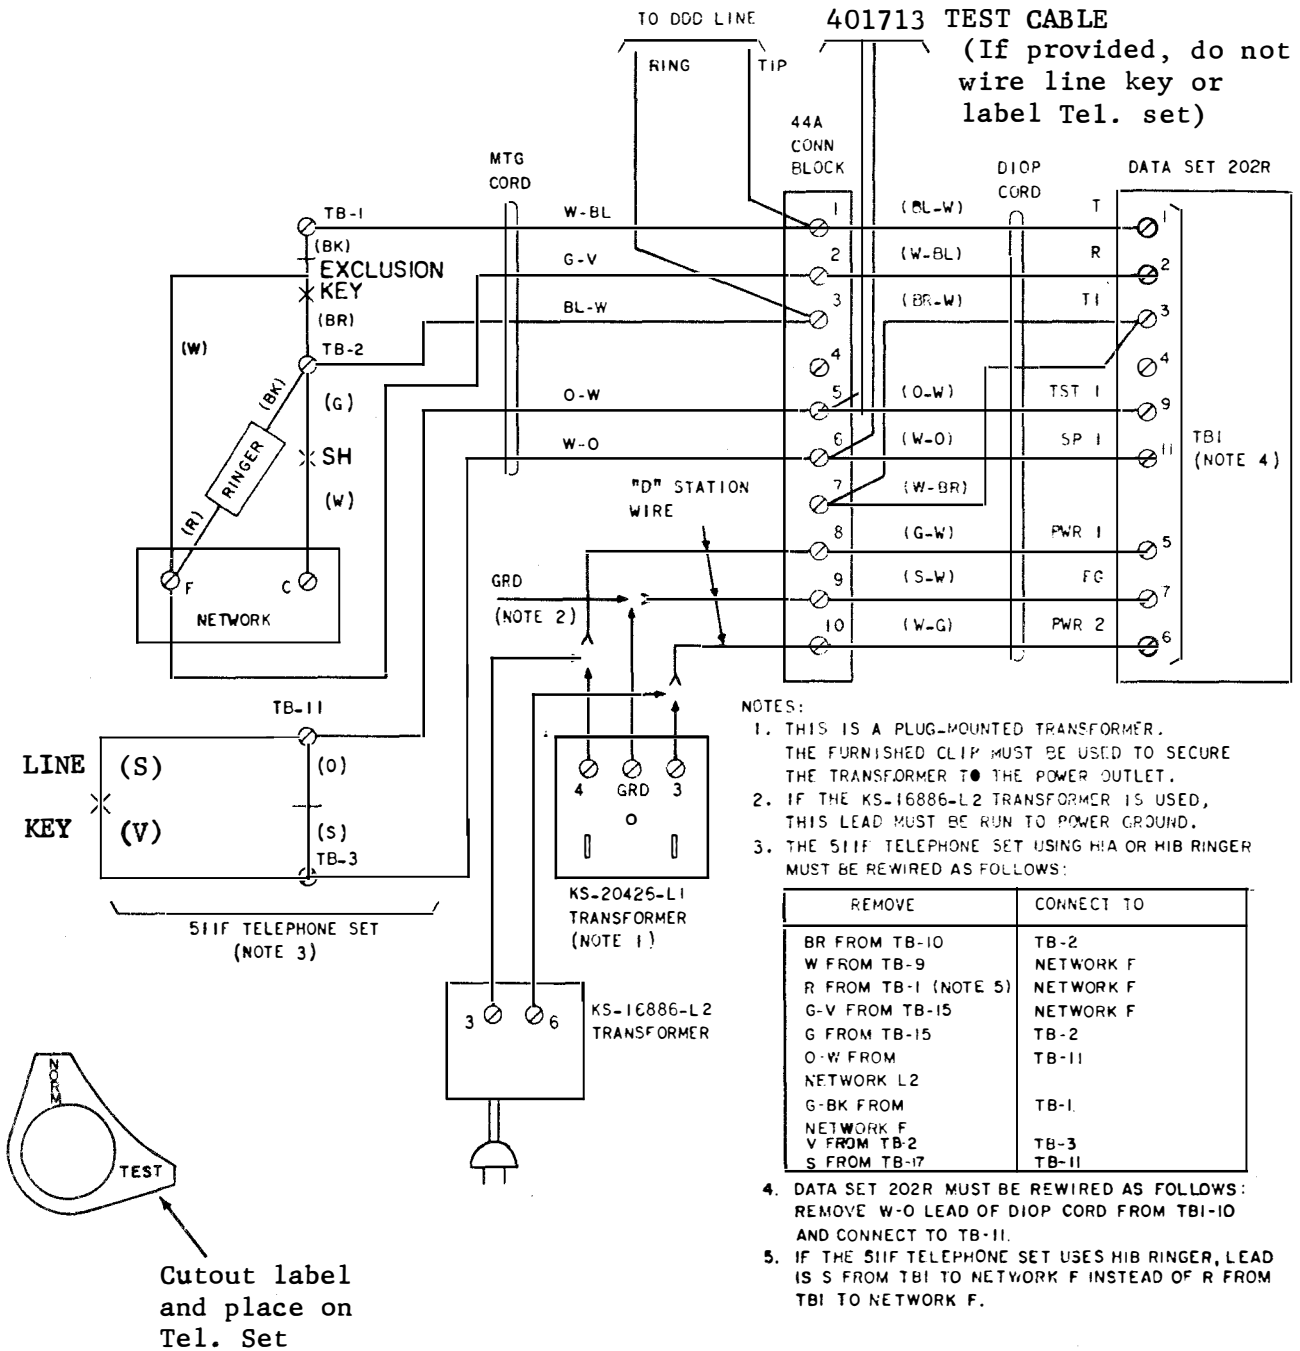 TO DDD LINE
RING
TIP
401713 TEST CABLE
(If provided, do not
wire line key or
label Tel. set)
44A
CONN
BLOCK
MTG
CORD
DIOP
CORD
DATA SET 202R
TB-1
W-BL
1
(BL-W)
T
1
(BK)
EXCLUSION
KEY
G-V
2
(W-BL)
R
2
(BR)
BL-W
3
(BR-W)
T1
3
(W)
TB-2
4
4
(BK)
(G)
O-W
5
(O-W)
TST 1
9
RINGER
SH
W-O
6
(W-O)
SP 1
11
TB1
(NOTE 4)
(R)
(W)
"D" STATION
WIRE
7
(W-BR)
8
(G-W)
PWR 1
5
F
C
NETWORK
GRD
(NOTE 2)
9
(S-W)
FG
7
10
(W-G)
PWR 2
6
TB-11
LINE
KEY
(S)
(V)
(O)
(S)
TB-3
4
GRD
3
511F TELEPHONE SET
(NOTE 3)
KS-20425-L1
TRANSFORMER
(NOTE 1)
3
6
KS-16886-L2
TRANSFORMER
NOTES:
1. THIS IS A PLUG-MOUNTED TRANSFORMER.
THE FURNISHED CLIP MUST BE USED TO SECURE
THE TRANSFORMER TO THE POWER OUTLET.
2. IF THE KS-16886-L2 TRANSFORMER IS USED,
THIS LEAD MUST BE RUN TO POWER GROUND.
3. THE 511F TELEPHONE SET USING H1A OR H1B RINGER
MUST BE REWIRED AS FOLLOWS:
REMOVE CONNECT TO
BR FROM TB-10 TB-2
W FROM TB-9 NETWORK F
R FROM TB-1 (NOTE 5) NETWORK F
G-V FROM TB-15 NETWORK F
G FROM TB-15 TB-2
O-W FROM TB-11
NETWORK L2
G-BK FROM TB-1.
NETWORK F
V FROM TB-2 TB-3
S FROM TB-17 TB-11
4. DATA SET 202R MUST BE REWIRED AS FOLLOWS:
REMOVE W-O LEAD OF DIOP CORD FROM TB1-10
AND CONNECT TO TB-11.
5. IF THE 511F TELEPHONE SET USES H1B RINGER, LEAD
IS S FROM TB1 TO NETWORK F INSTEAD OF R FROM
TB1 TO NETWORK F.
NORM
TEST
Cutout label
and place on
Tel. Set